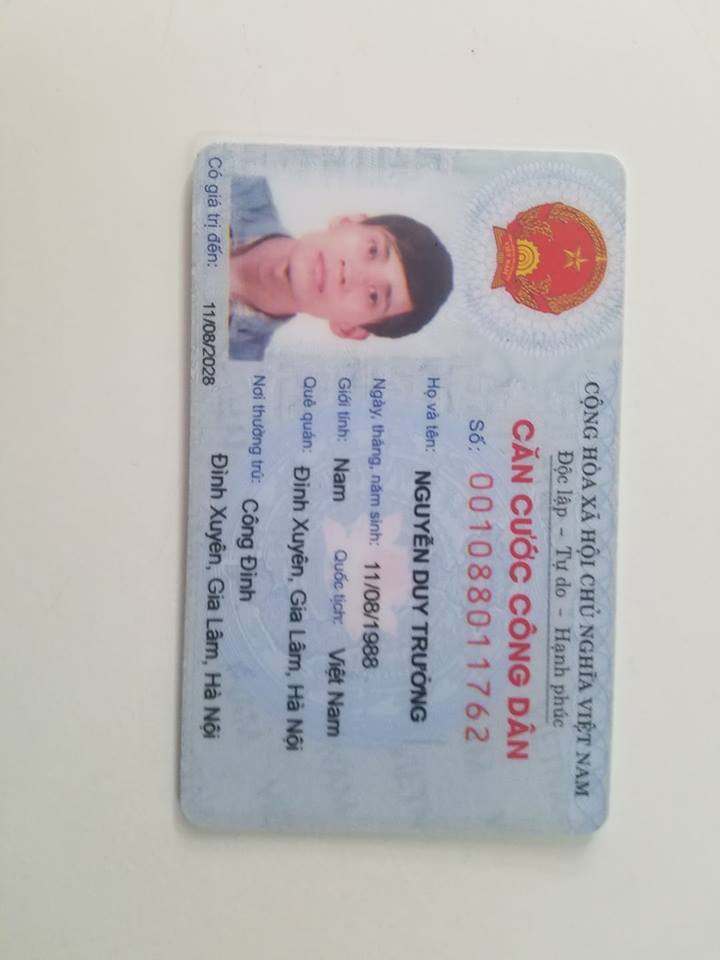 VIỆT NAM
CỘNG HÒA XÃ HỘI CHỦ NGHĨA VIỆT NAM
Độc lập - Tự do - Hạnh phúc
CĂN CƯỚC CÔNG DÂN
Số: 001088011762
Họ và tên: NGUYỄN DUY TRƯỜNG
Ngày, tháng, năm sinh: 11/08/1988
Giới tính: Nam Quốc tịch: Việt Nam
Quê quán: Đình Xuyên, Gia Lâm, Hà Nội
Nơi thường trú: Công Đình
Đình Xuyên, Gia Lâm, Hà Nội
Có giá trị đến: 11/08/2028